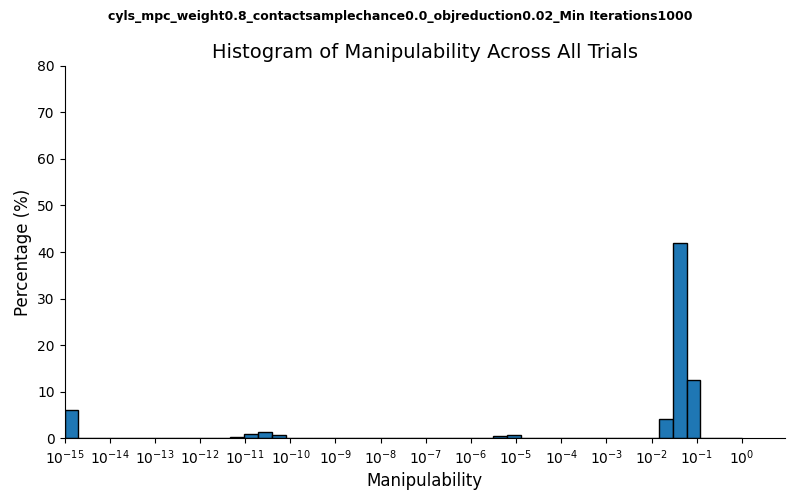 cyls_mpc_weight0.8_contactsamplechance0.0_objreduction0.02_Min Iterations1000
Histogram of Manipulability Across All Trials
80
70
60
50
40
30
20
10
0
Percentage (%)
10⁻¹⁵ 10⁻¹⁴ 10⁻¹³ 10⁻¹² 10⁻¹¹ 10⁻¹⁰ 10⁻⁹ 10⁻⁸ 10⁻⁷ 10⁻⁶ 10⁻⁵ 10⁻⁴ 10⁻³ 10⁻² 10⁻¹ 10⁰
Manipulability